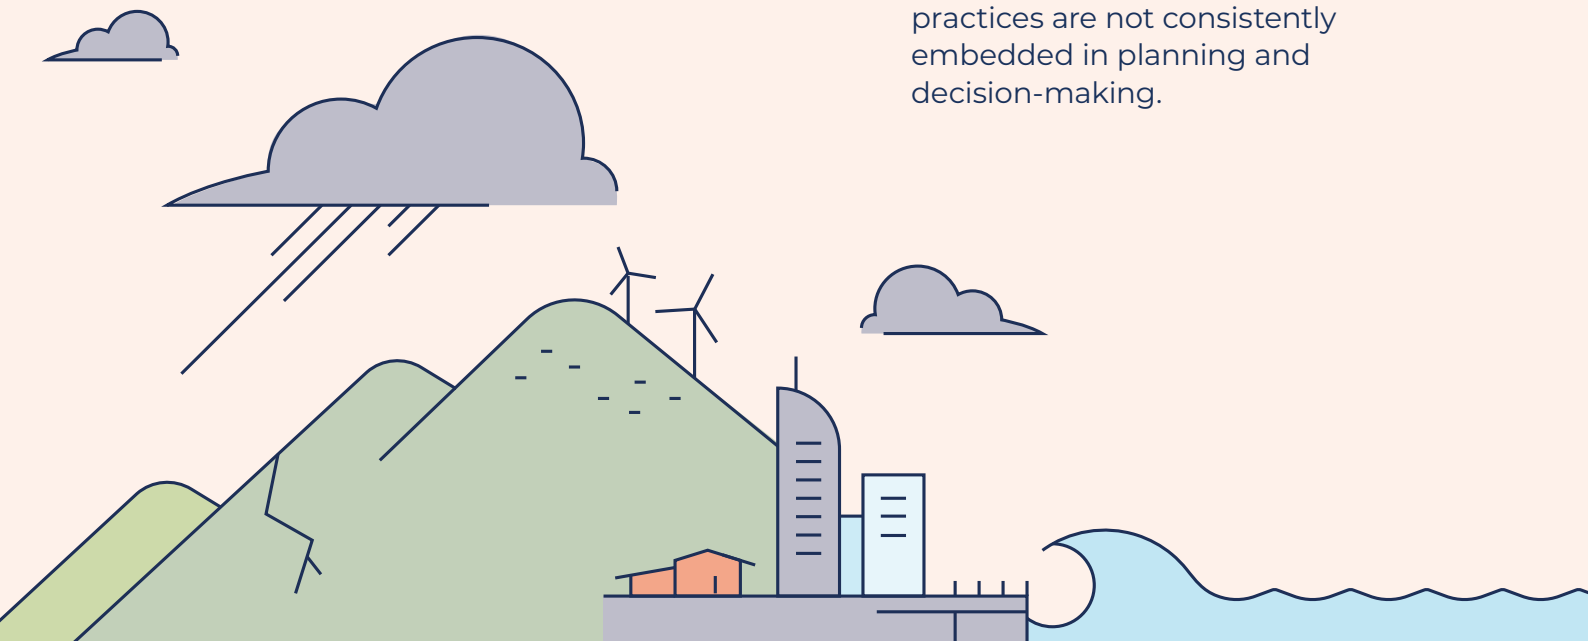 practices are not consistently
embedded in planning and
decision-making.